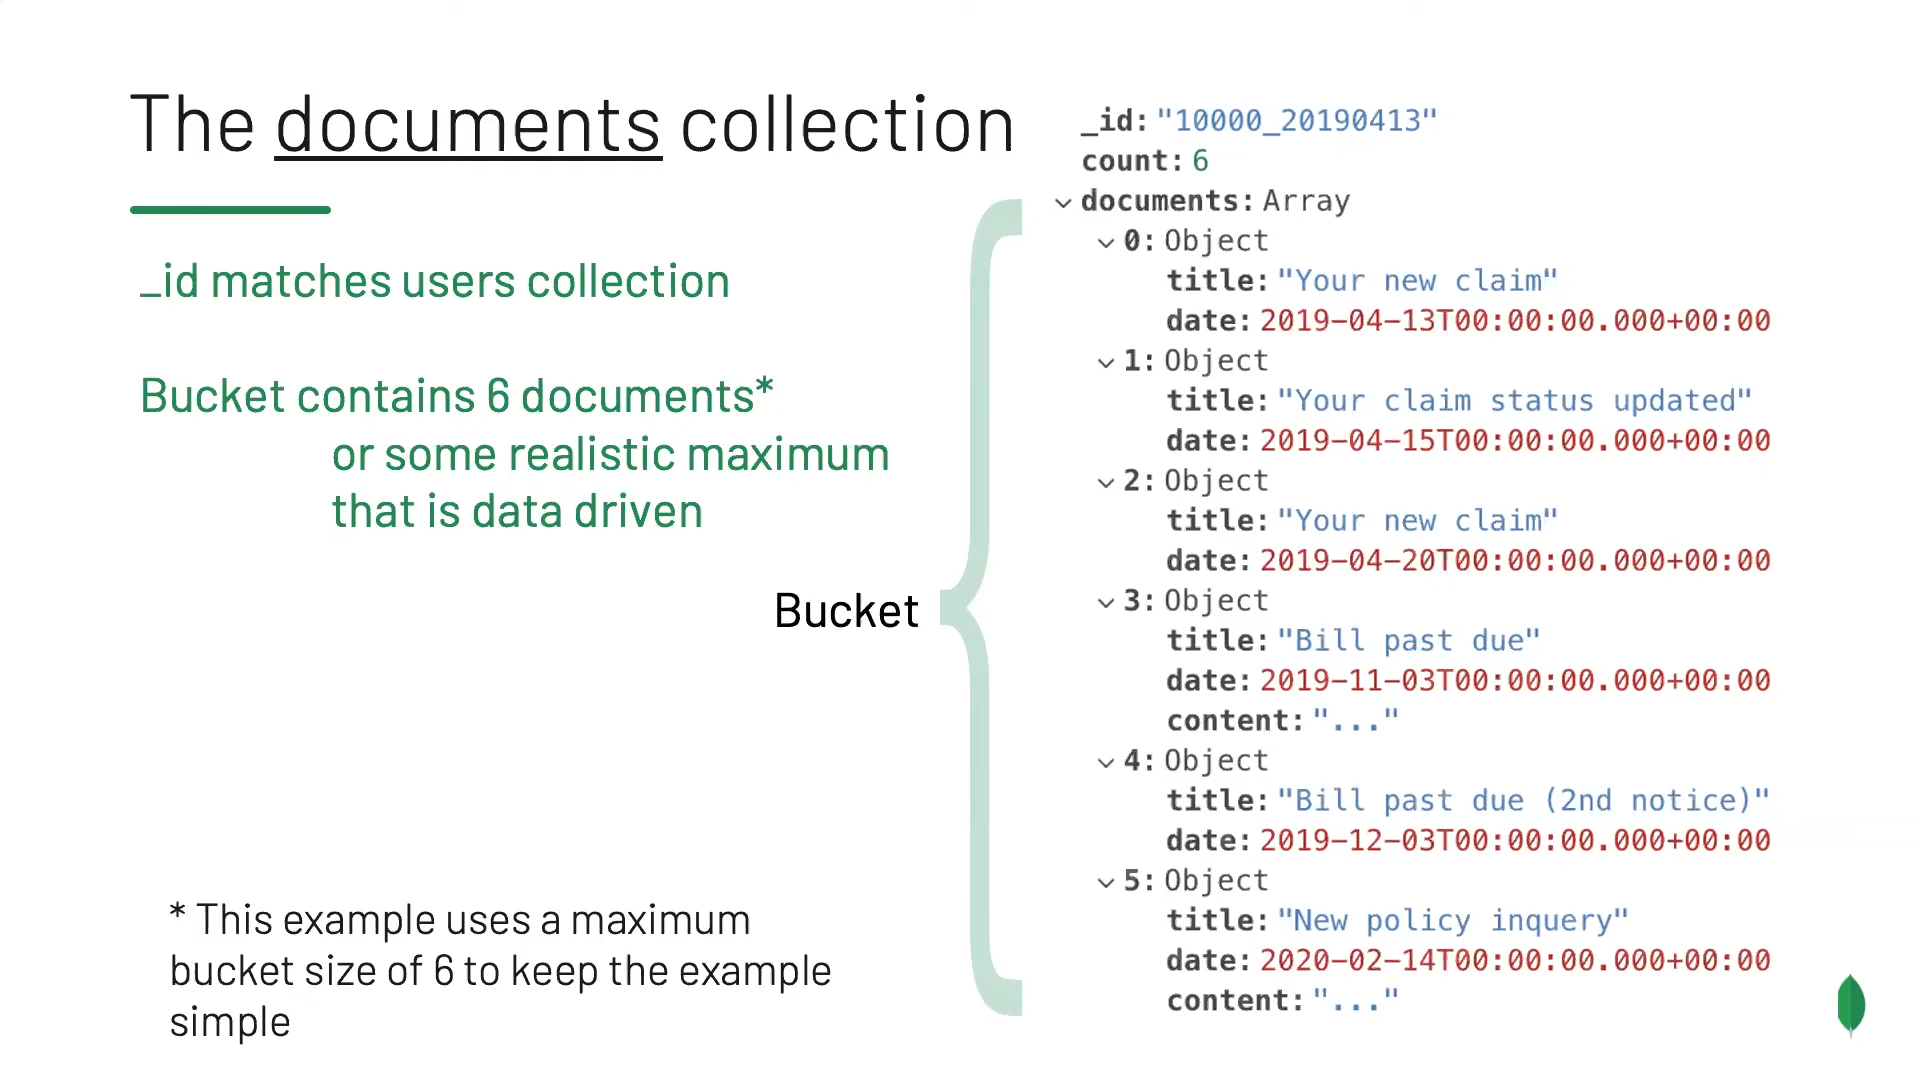 The documents collection
_id matches users collection
Bucket contains 6 documents*
or some realistic maximum
that is data driven
Bucket
* This example uses a maximum
bucket size of 6 to keep the example
simple
_id: "10000_20190413"
count: 6
documents: Array
0: Object
title: "Your new claim"
date: 2019-04-13T00:00:00.000+00:00
1: Object
title: "Your claim status updated"
date: 2019-04-15T00:00:00.000+00:00
2: Object
title: "Your new claim"
date: 2019-04-20T00:00:00.000+00:00
3: Object
title: "Bill past due"
date: 2019-11-03T00:00:00.000+00:00
content: "..."
4: Object
title: "Bill past due (2nd notice)"
date: 2019-12-03T00:00:00.000+00:00
5: Object
title: "New policy inquery"
date: 2020-02-14T00:00:00.000+00:00
content: "..."